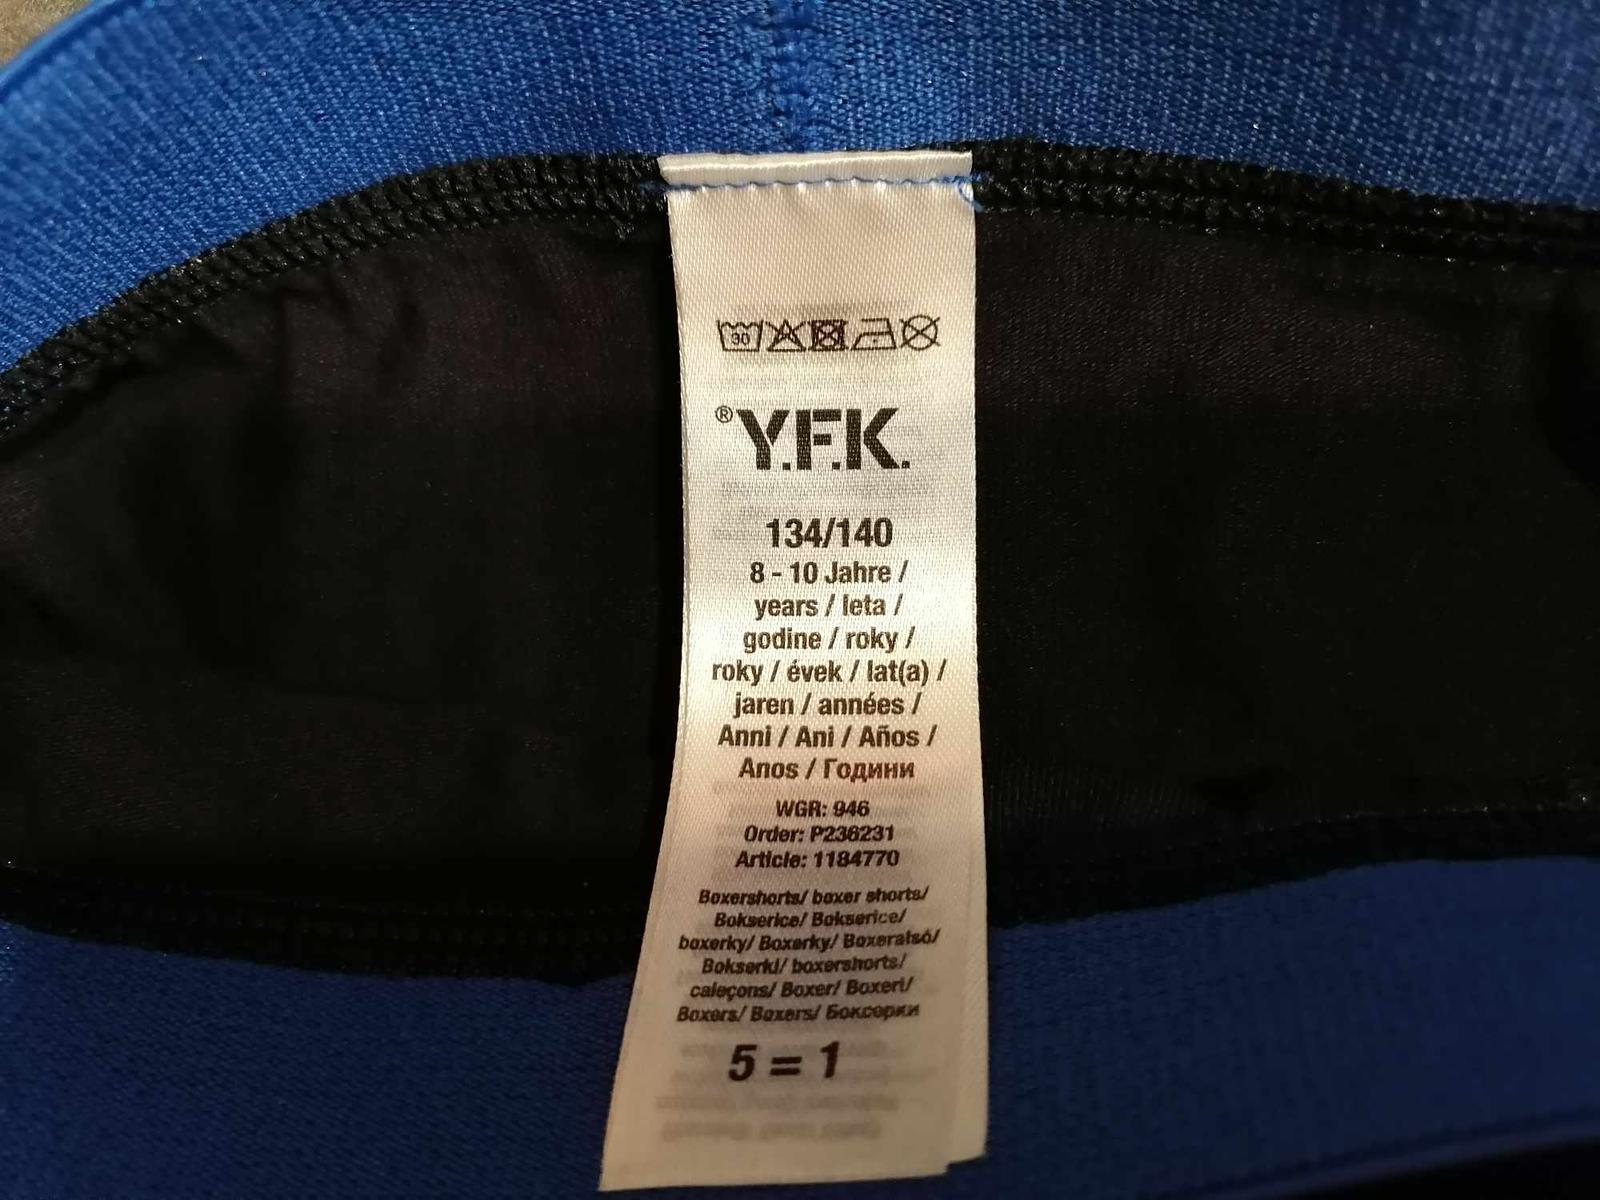 30
® Y.F.K.
134/140
8 - 10 Jahre /
years / leta /
godine / roky /
roky / évek / lat(a) /
jaren / années /
Anni / Ani / Años /
Anos / Години
WGR: 946
Order: P236231
Article: 1184770
Boxershorts/ boxer shorts/
Bokserice/ Bokserice/
boxerky/ Boxerky/ Boxeralsó/
Bokserki/ boxershorts/
caleçons/ Boxer/ Boxeri/
Boxers/ Boxers/ Боксерки
5 = 1